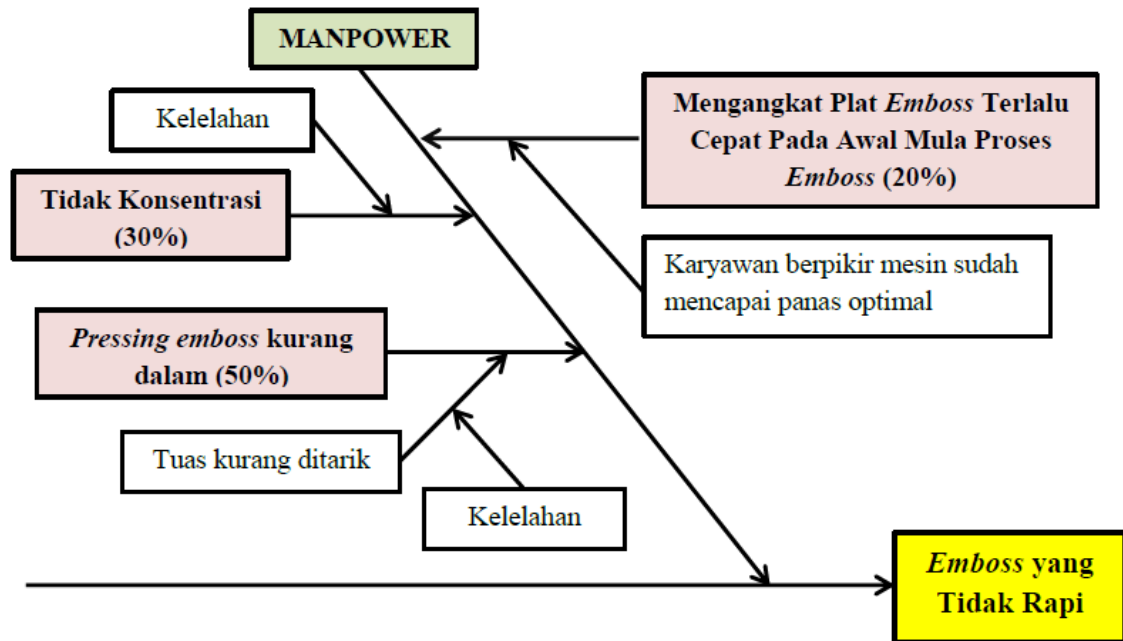 MANPOWER
Kelelahan
Mengangkat Plat Emboss Terlalu
Cepat Pada Awal Mula Proses
Emboss (20%)
Tidak Konsentrasi
(30%)
Karyawan berpikir mesin sudah
mencapai panas optimal
Pressing emboss kurang
dalam (50%)
Tuas kurang ditarik
Kelelahan
Emboss yang
Tidak Rapi